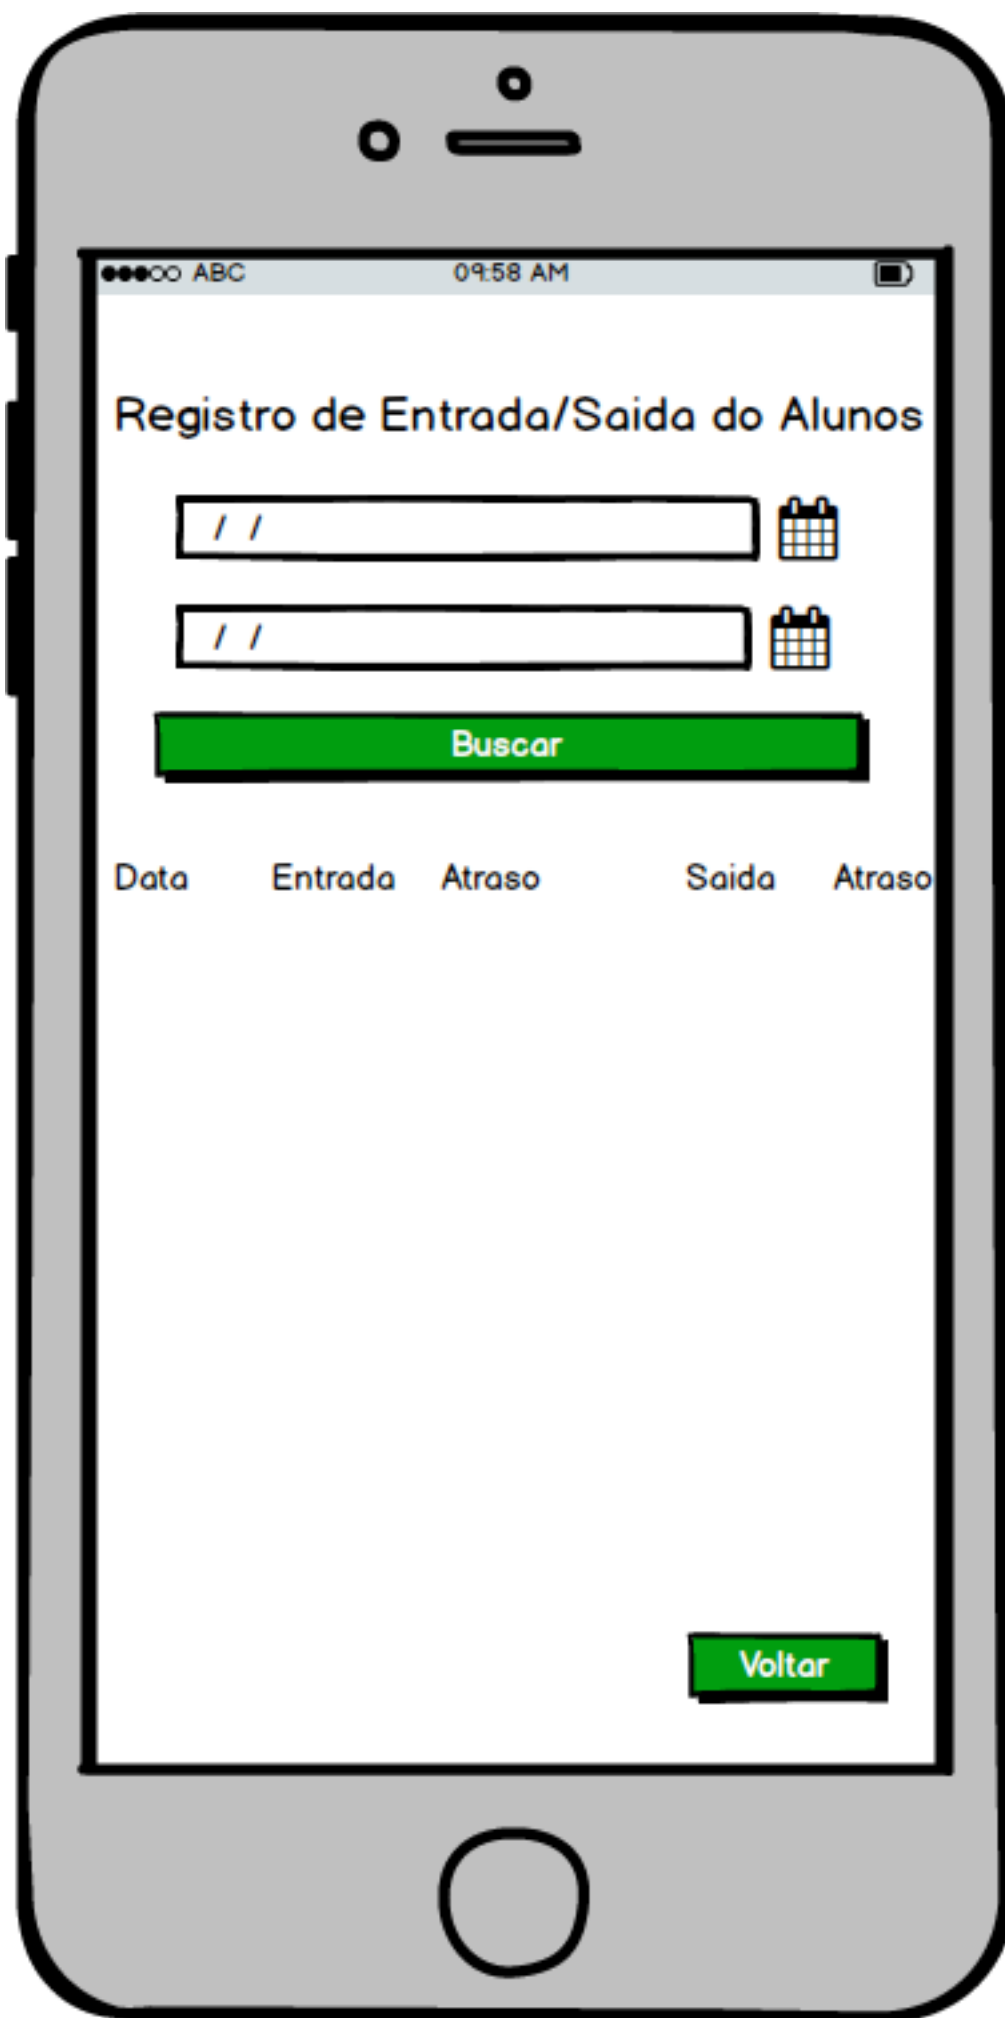 ABC 09:58 AM
Registro de Entrada/Saida do Alunos
/ /
/ /
Buscar
Data Entrada Atraso Saida Atraso
Voltar